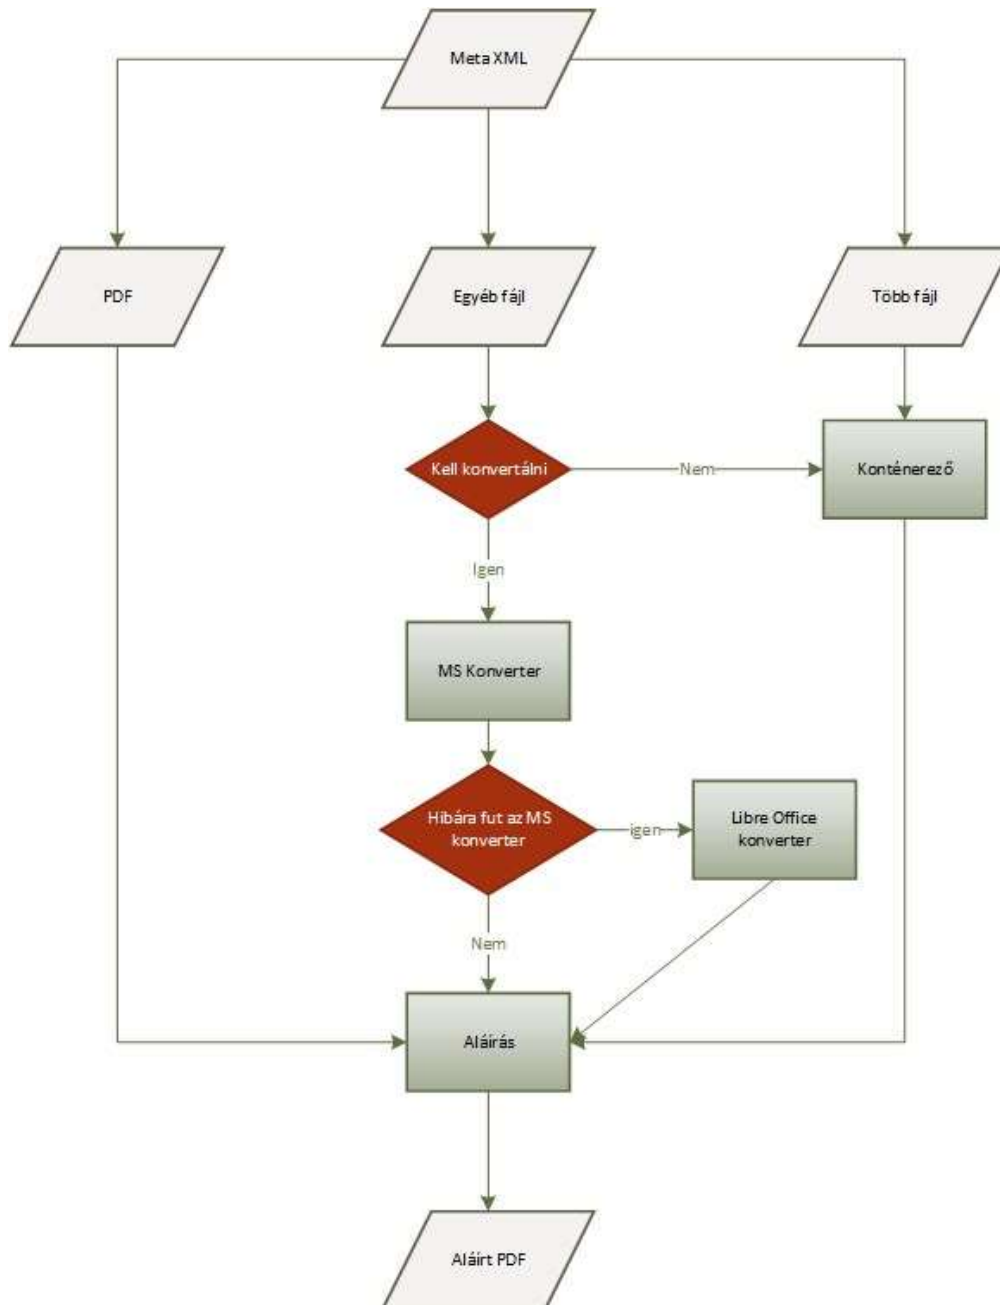 Meta XML
PDF
Egyéb fájl
Több fájl
Kell konvertálni
Nem
Konténerező
Igen
MS Konverter
Hibára fut az MS
konverter
igen
Libre Office
konverter
Nem
Aláírás
Aláírt PDF